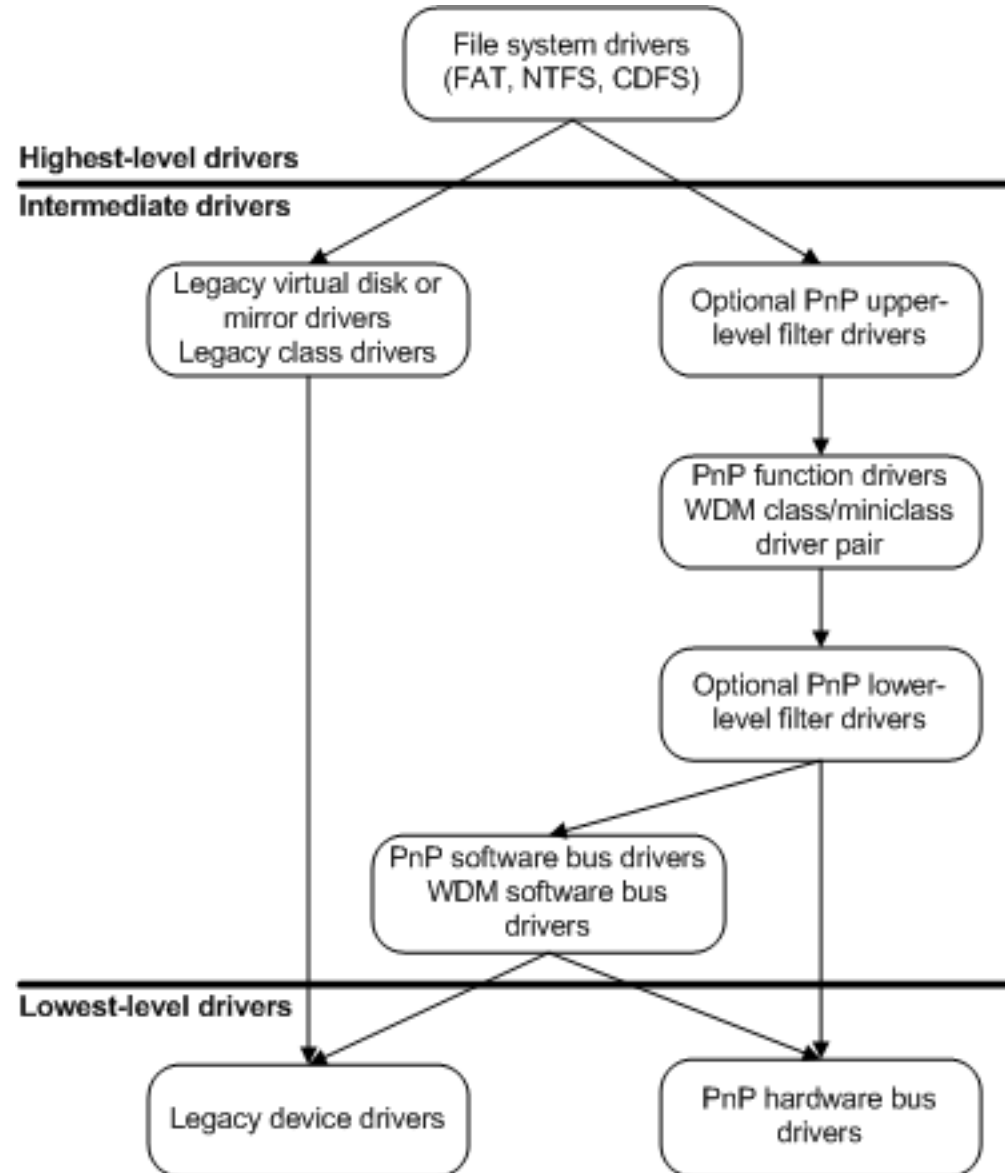 File system drivers
(FAT, NTFS, CDFS)
Highest-level drivers
Intermediate drivers
Legacy virtual disk or
mirror drivers
Legacy class drivers
Optional PnP upper-
level filter drivers
PnP function drivers
WDM class/miniclass
driver pair
Optional PnP lower-
level filter drivers
PnP software bus drivers
WDM software bus
drivers
Lowest-level drivers
Legacy device drivers
PnP hardware bus
drivers